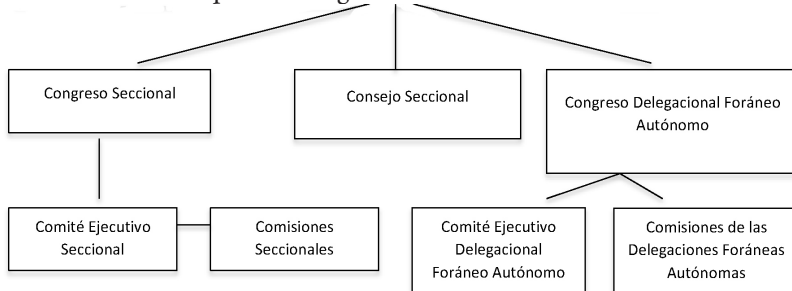 Congreso Seccional
Consejo Seccional
Congreso Delegacional Foráneo
Autónomo
Comité Ejecutivo
Seccional
Comisiones
Seccionales
Comité Ejecutivo
Delegacional
Foráneo Autónomo
Comisiones de las
Delegaciones Foráneas
Autónomas